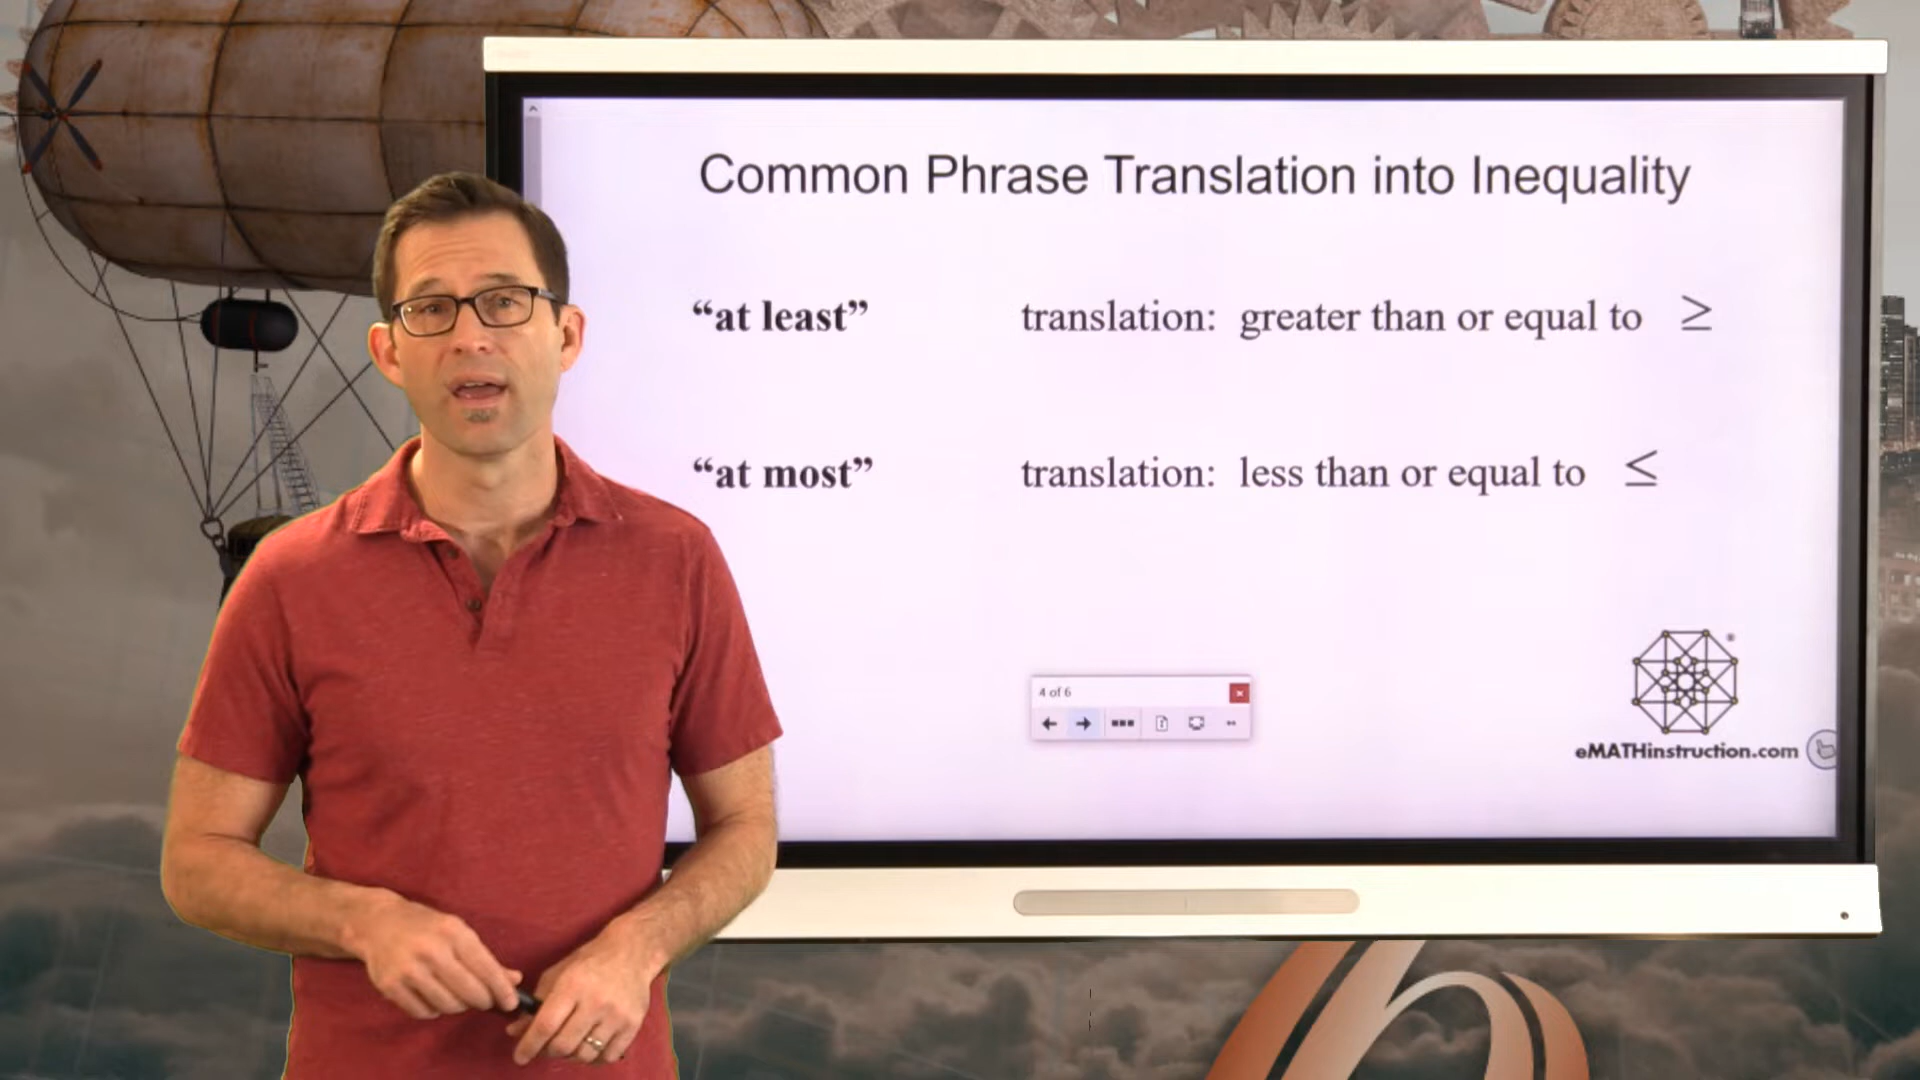 Common Phrase Translation into Inequality
“at least” translation: greater than or equal to ≥
“at most” translation: less than or equal to ≤
4 of 6
®
eMATHinstruction.com